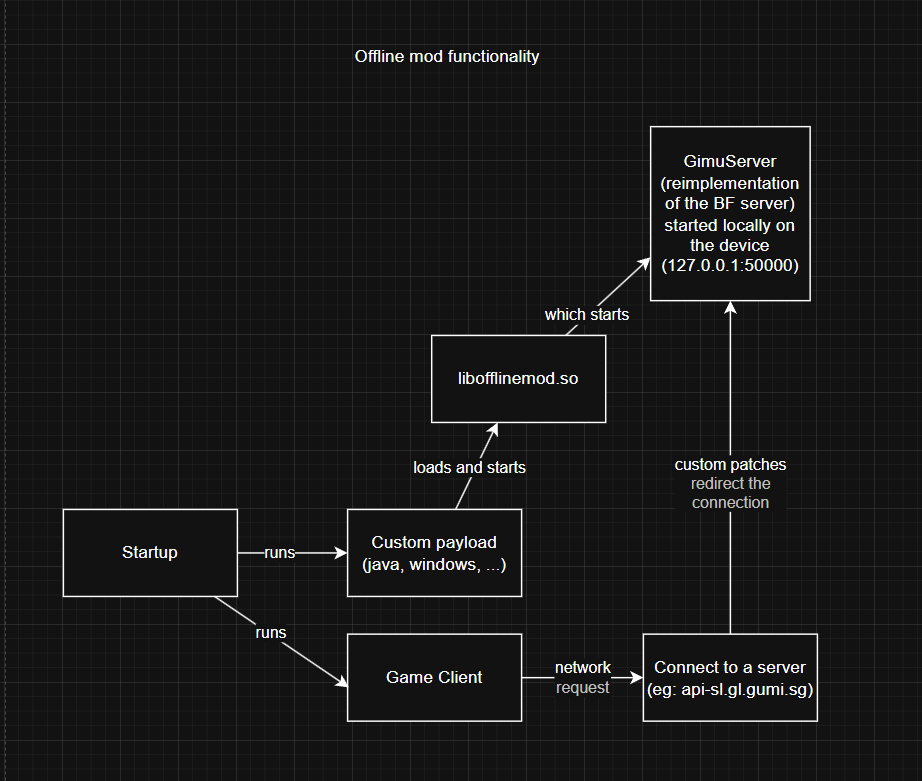 Offline mod functionality
GimuServer
(reimplementation
of the BF server)
started locally on
the device
(127.0.0.1:50000)
which starts
libofflinemod.so
loads and starts
custom patches
redirect the
connection
Startup
runs
Custom payload
(java, windows, ...)
runs
Game Client
network
request
Connect to a server
(eg: api-sl.gl.gumi.sg)